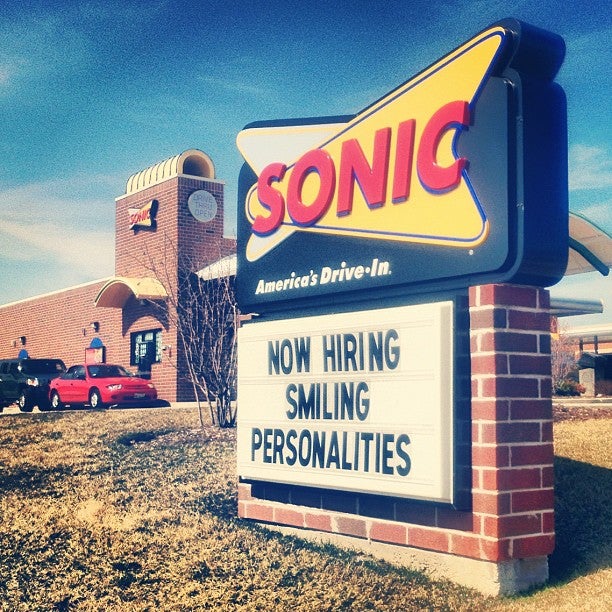 SONIC
America's Drive-In.
NOW HIRING
SMILING
PERSONALITIES
SONIC